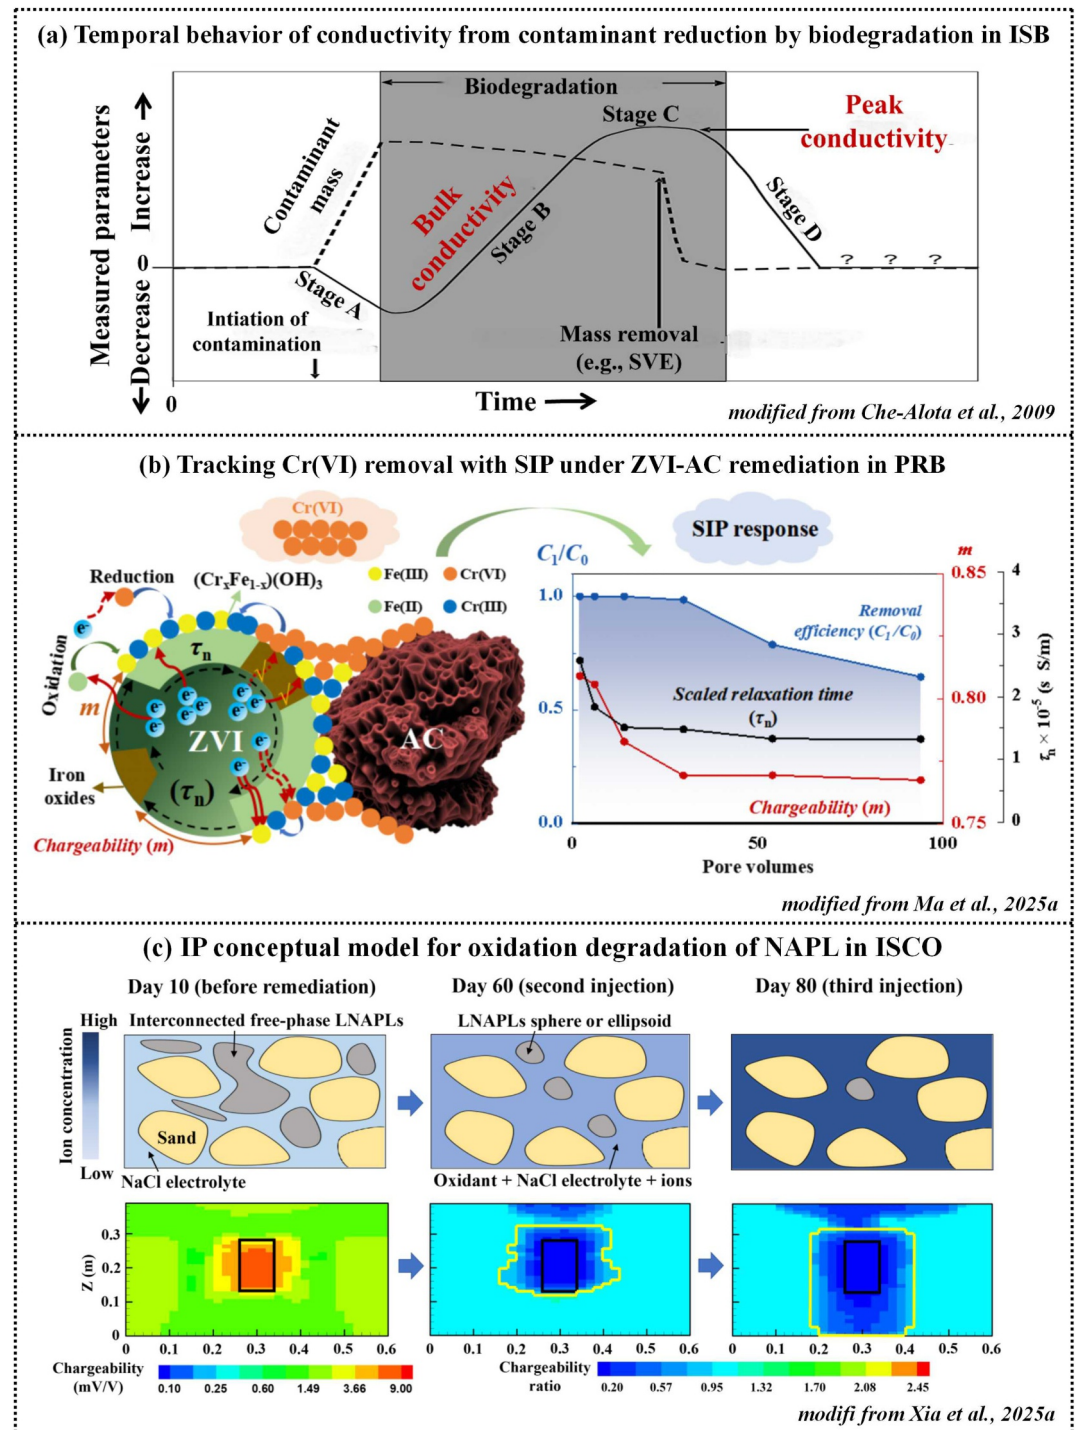 (a) Temporal behavior of conductivity from contaminant reduction by biodegradation in ISB
Measured parameters
Decrease
Increase
0
Contaminant
mass
Biodegradation
Stage C
Peak
conductivity
Bulk
conductivity
Stage B
Stage D
Stage A
? ? ?
Intiation of
contamination
Mass removal
(e.g., SVE)
0
Time
modified from Che-Alota et al., 2009
(b) Tracking Cr(VI) removal with SIP under ZVI-AC remediation in PRB
Cr(VI)
SIP response
Reduction
(CrₓFe₁₋ₓ)(OH)₃
Fe(III)
Cr(VI)
Fe(II)
Cr(III)
e⁻
Oxidation
τₙ
m
e⁻ e⁻ e⁻ e⁻ e⁻
e⁻ e⁻ e⁻
ZVI
e⁻
e⁻
AC
Iron
oxides
(τₙ)
Chargeability (m)
C₁/C₀
m
1.0
0.5
0.0
0.85
0.80
0.75
4
3
2
1
0
τₙ × 10⁻⁵ (s S/m)
Removal
efficiency (C₁/C₀)
Scaled relaxation time
(τₙ)
Chargeability (m)
0 50 100
Pore volumes
modified from Ma et al., 2025a
(c) IP conceptual model for oxidation degradation of NAPL in ISCO
Day 10 (before remediation)
Day 60 (second injection)
Day 80 (third injection)
High
Ion concentration
Low
Interconnected free-phase LNAPLs
LNAPLs sphere or ellipsoid
Sand
NaCl electrolyte
Oxidant + NaCl electrolyte + ions
Z (m)
0.3
0.2
0.1
0
0 0.1 0.2 0.3 0.4 0.5 0.6
0 0.1 0.2 0.3 0.4 0.5 0.6
0 0.1 0.2 0.3 0.4 0.5 0.6
Chargeability
(mV/V)
0.10 0.25 0.60 1.49 3.66 9.00
Chargeability
ratio
0.20 0.57 0.95 1.32 1.70 2.08 2.45
modifi from Xia et al., 2025a